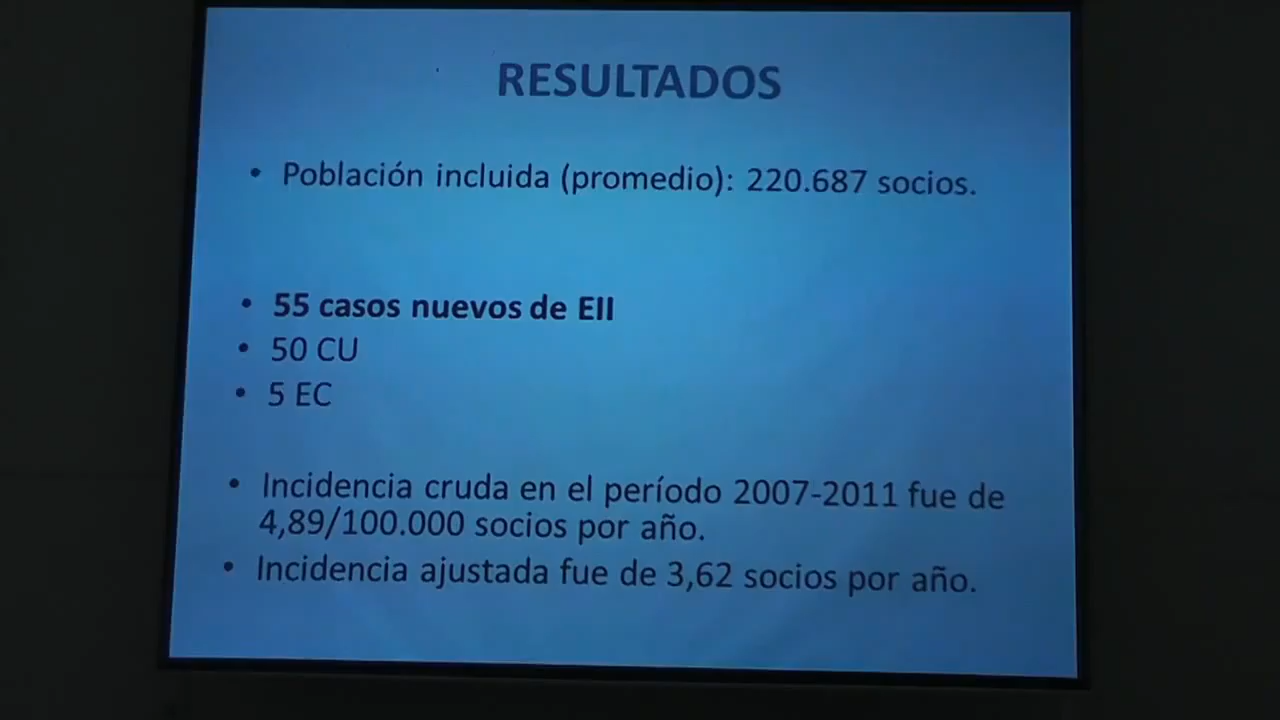 RESULTADOS
• Población incluida (promedio): 220.687 socios.
• 55 casos nuevos de EII
• 50 CU
• 5 EC
• Incidencia cruda en el período 2007-2011 fue de
4,89/100.000 socios por año.
• Incidencia ajustada fue de 3,62 socios por año.